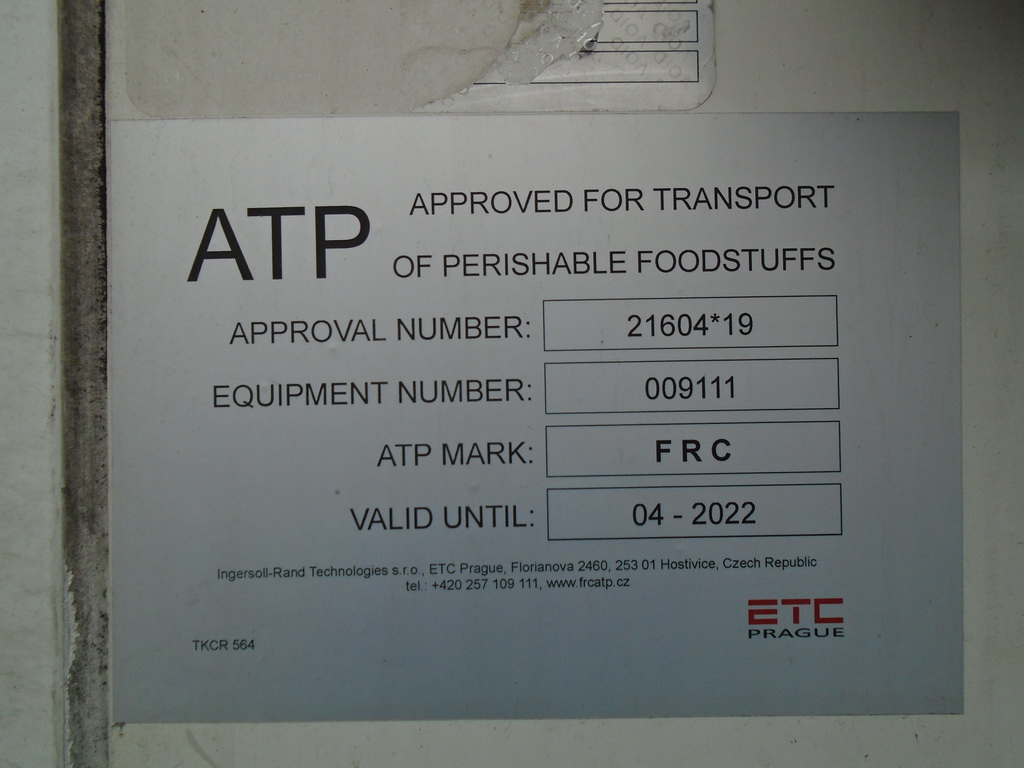 ATP
APPROVED FOR TRANSPORT
OF PERISHABLE FOODSTUFFS
APPROVAL NUMBER: 21604*19
EQUIPMENT NUMBER: 009111
ATP MARK: F R C
VALID UNTIL: 04 - 2022
Ingersoll-Rand Technologies s.r.o., ETC Prague, Florianova 2460, 253 01 Hostivice, Czech Republic
tel.: +420 257 109 111, www.frcatp.cz
ETC
PRAGUE
TKCR 564